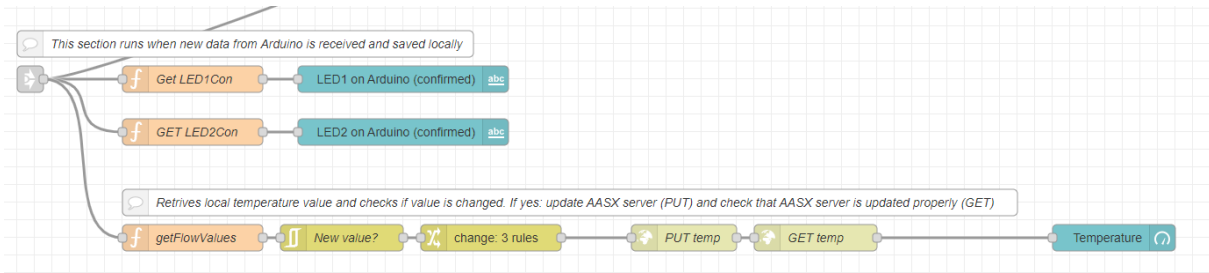 This section runs when new data from Arduino is received and saved locally
Get LED1Con
LED1 on Arduino (confirmed)
abc
GET LED2Con
LED2 on Arduino (confirmed)
abc
Retrives local temperature value and checks if value is changed. If yes: update AASX server (PUT) and check that AASX server is updated properly (GET)
getFlowValues
New value?
change: 3 rules
PUT temp
GET temp
Temperature